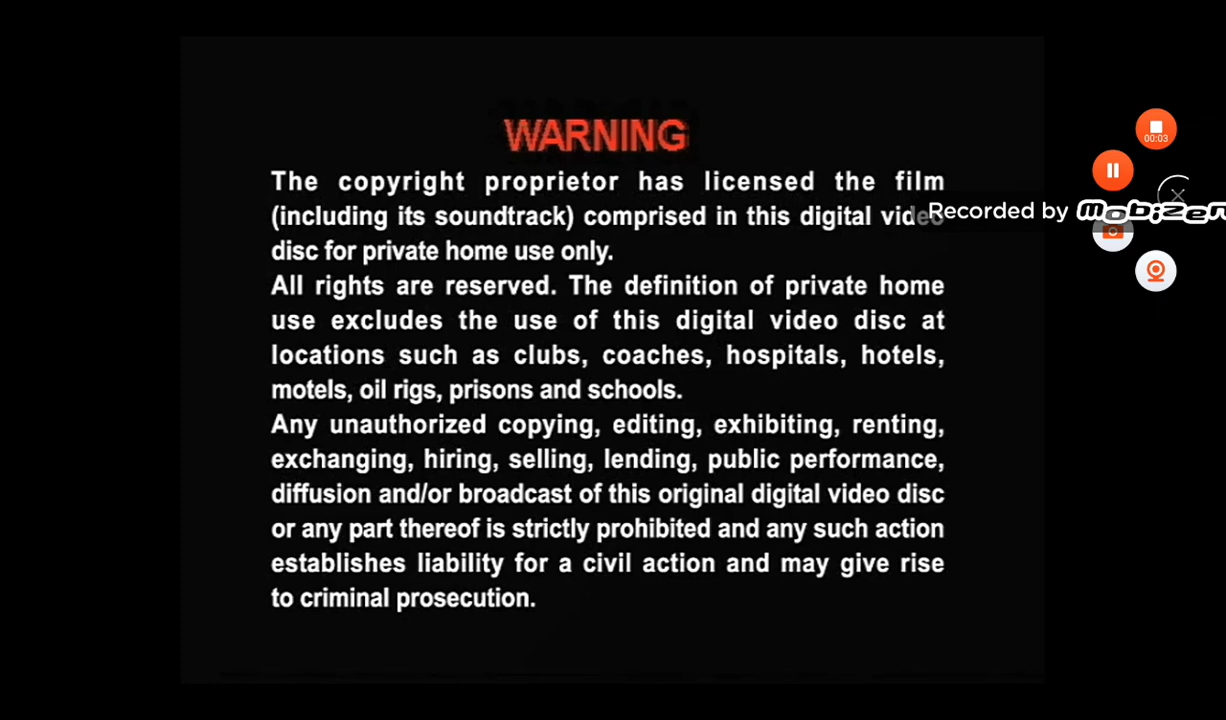 WARNING
The copyright proprietor has licensed the film
(including its soundtrack) comprised in this digital video
disc for private home use only.
All rights are reserved. The definition of private home
use excludes the use of this digital video disc at
locations such as clubs, coaches, hospitals, hotels,
motels, oil rigs, prisons and schools.
Any unauthorized copying, editing, exhibiting, renting,
exchanging, hiring, selling, lending, public performance,
diffusion and/or broadcast of this original digital video disc
or any part thereof is strictly prohibited and any such action
establishes liability for a civil action and may give rise
to criminal prosecution.
00:03
Recorded by mobizen